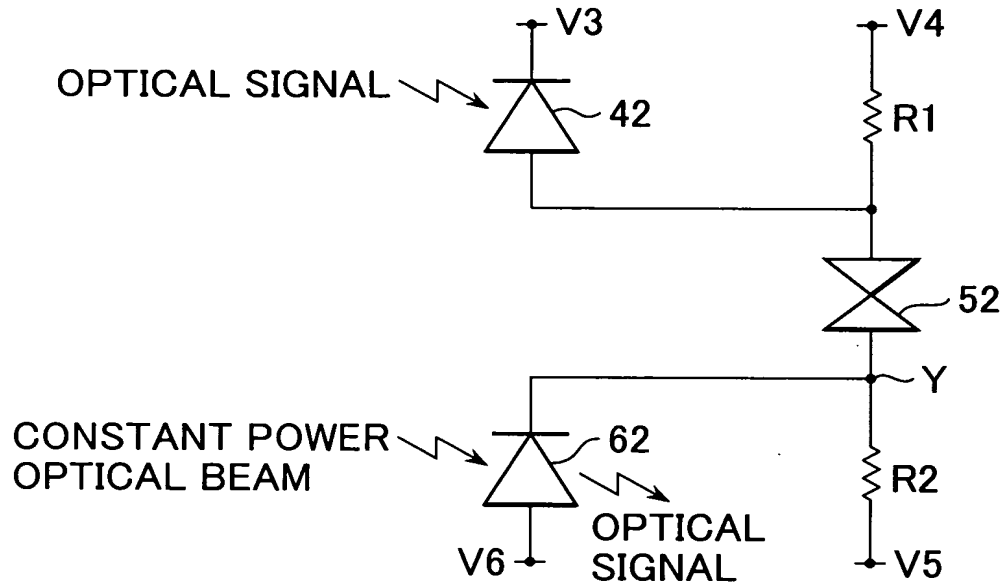 V3
V4
OPTICAL SIGNAL
42
R1
52
Y
CONSTANT POWER
OPTICAL BEAM
62
R2
OPTICAL
SIGNAL
V6
V5